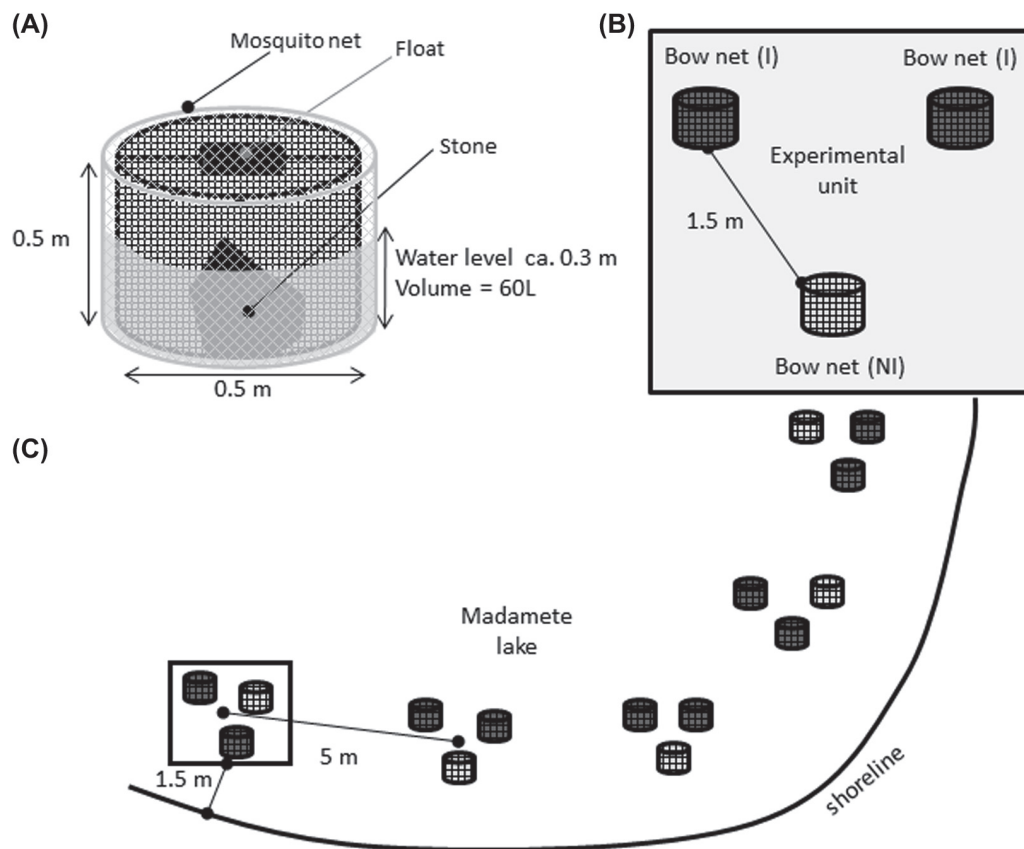 (A)
Mosquito net
Float
Stone
0.5 m
Water level ca. 0.3 m
Volume = 60L
0.5 m
(B)
Bow net (I)
Bow net (I)
Experimental
unit
1.5 m
Bow net (NI)
(C)
Madamete
lake
5 m
1.5 m
shoreline